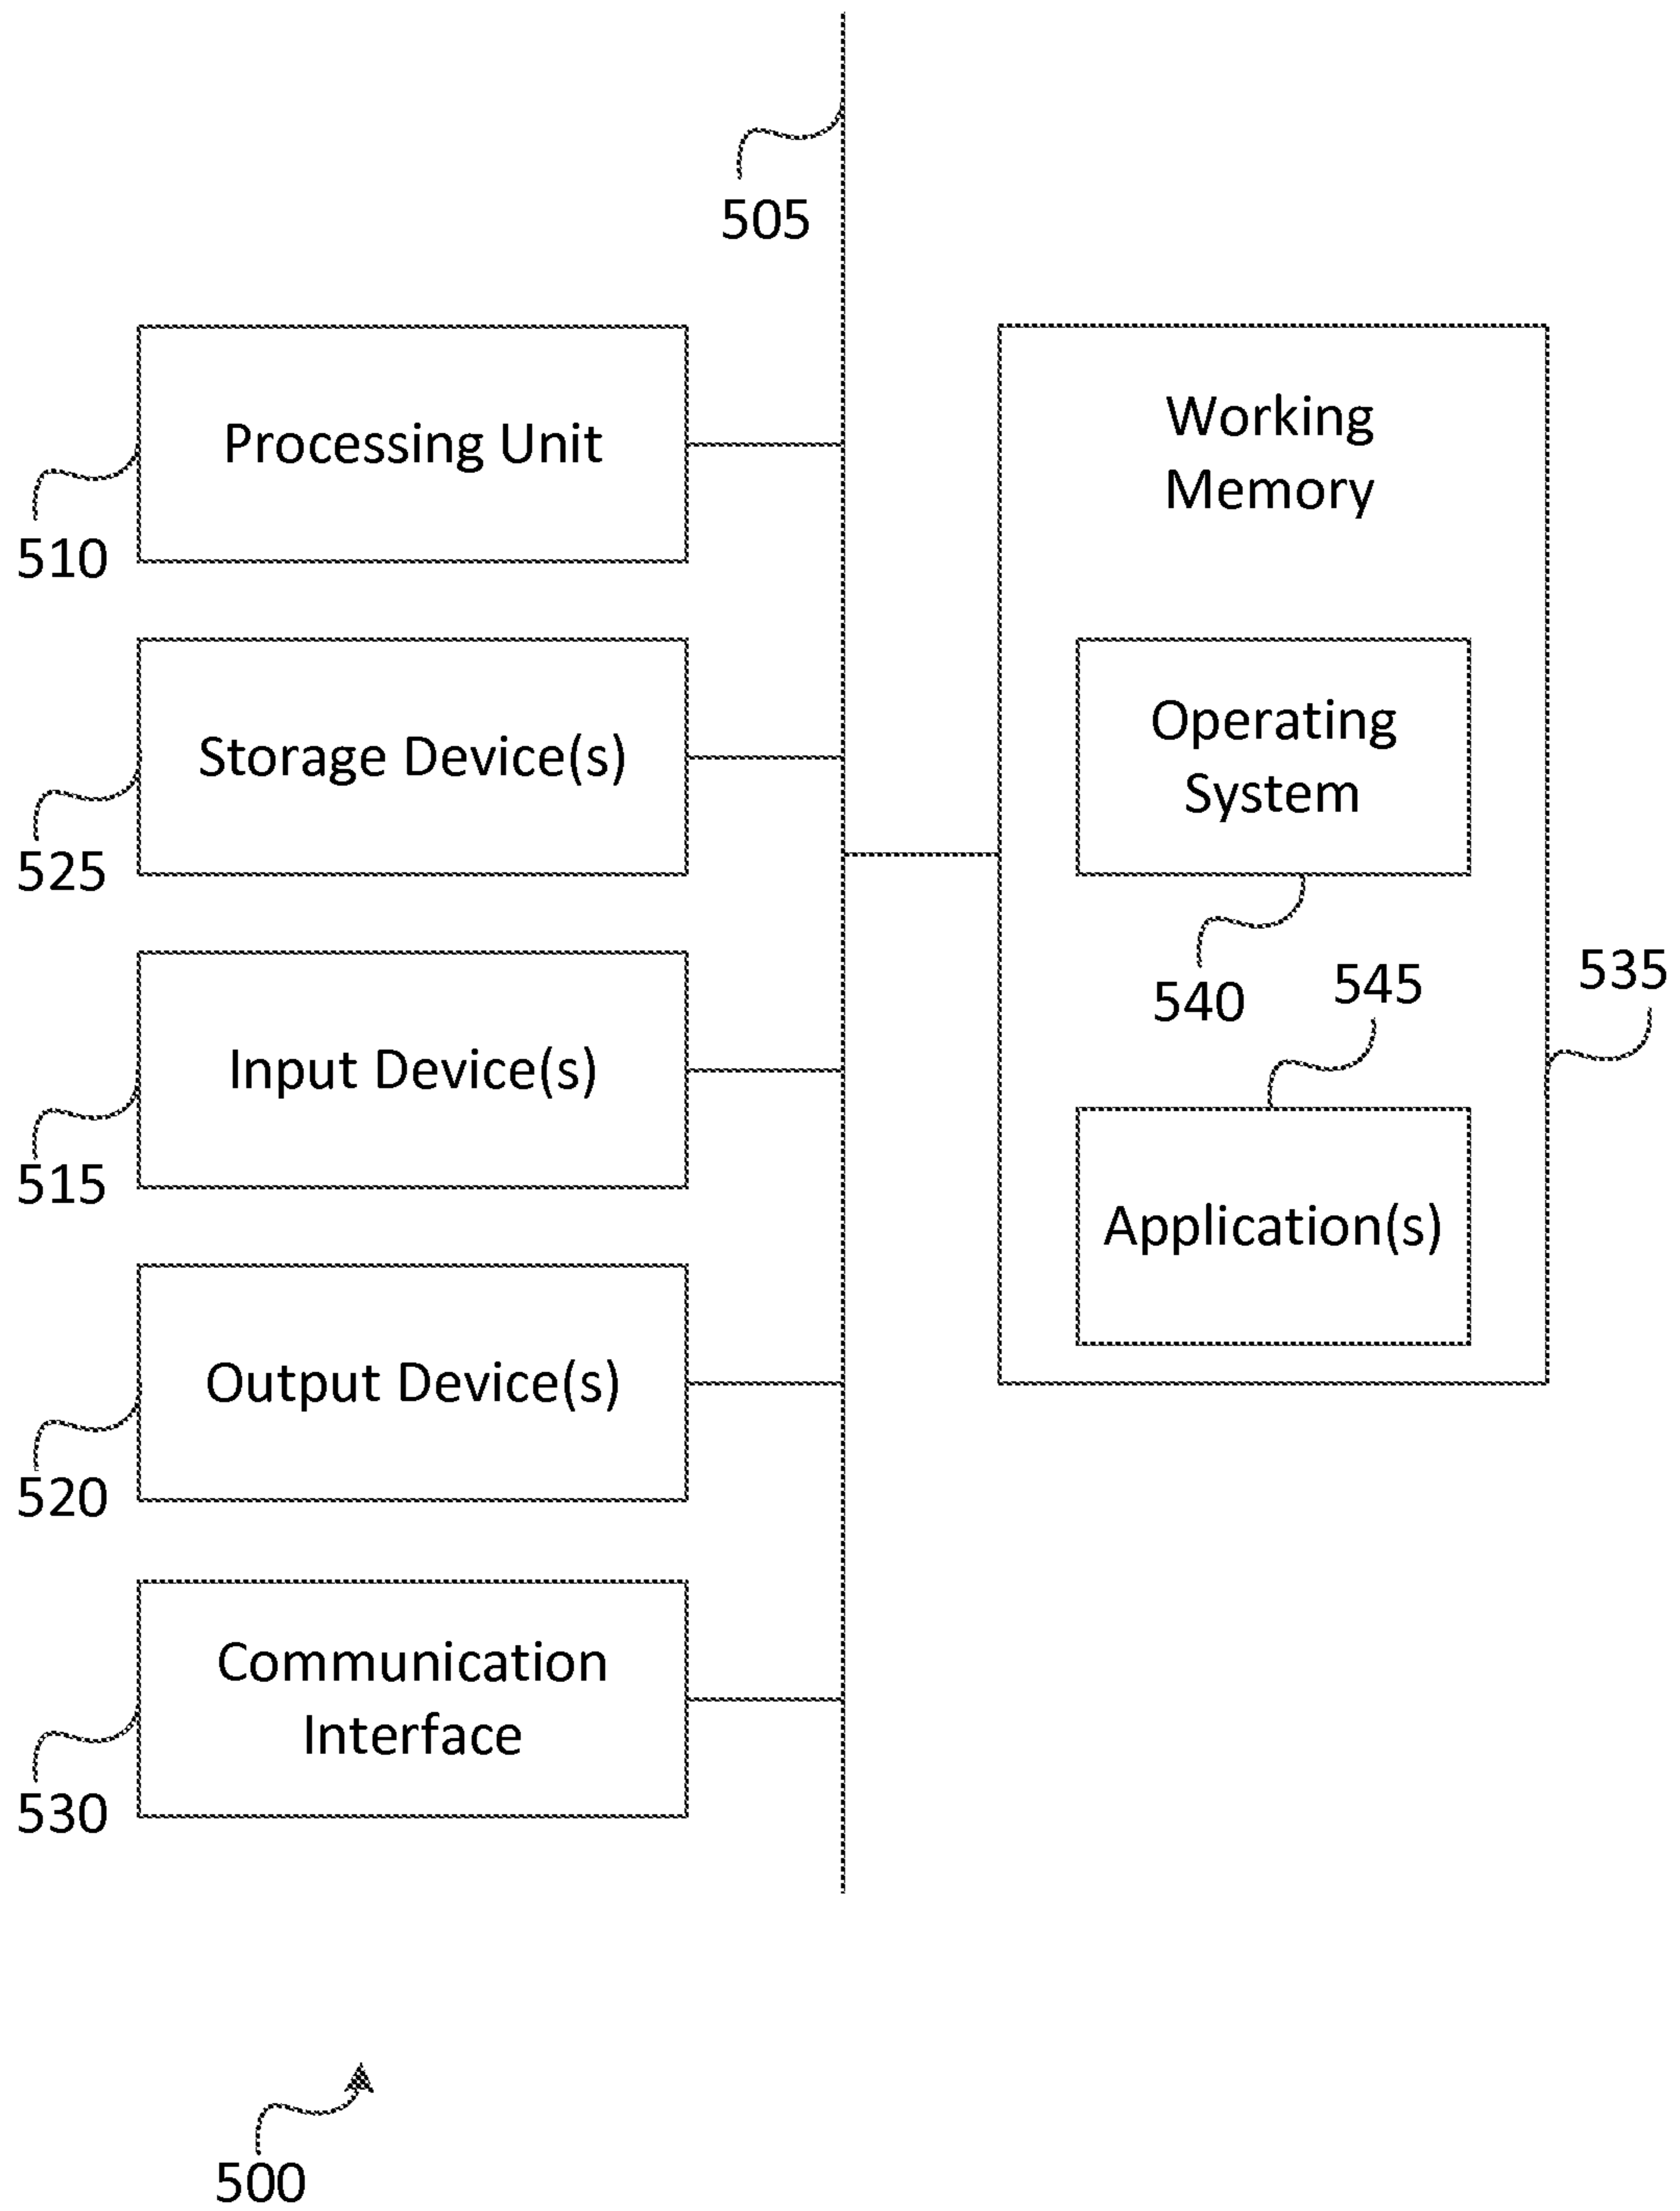 505
Processing Unit
510
Storage Device(s)
525
Input Device(s)
515
Output Device(s)
520
Communication
Interface
530
Working
Memory
Operating
System
540
545
535
Application(s)
500